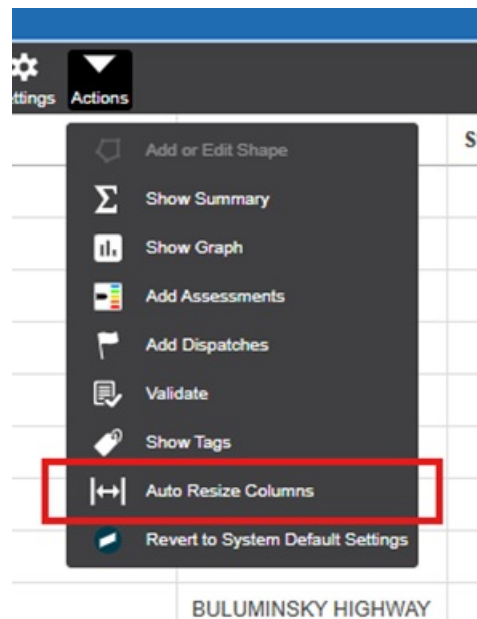 ttings Actions
S
Add or Edit Shape
Show Summary
Show Graph
Add Assessments
Add Dispatches
Validate
Show Tags
Auto Resize Columns
Revert to System Default Settings
BULUMINSKY HIGHWAY